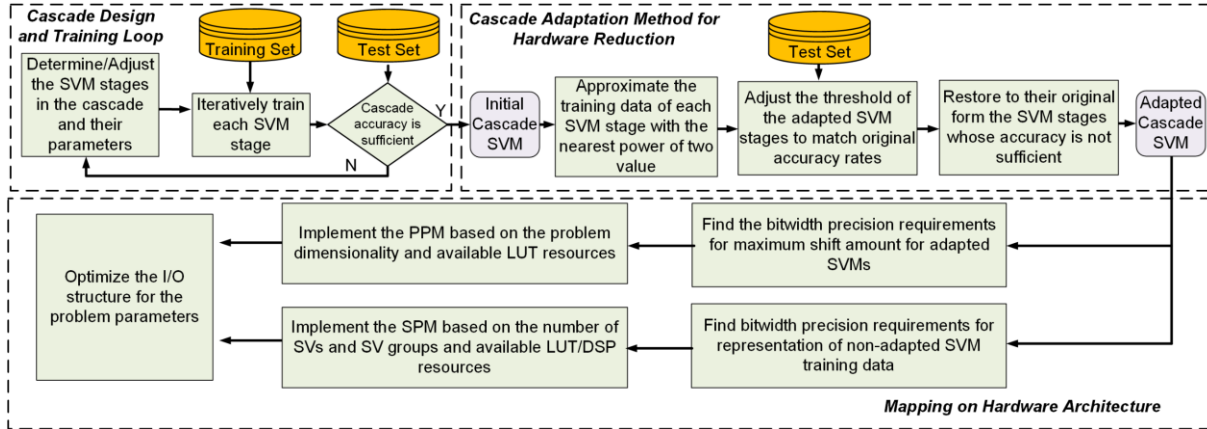 Cascade Design
and Training Loop
Training Set
Test Set
Determine/Adjust
the SVM stages
in the cascade
and their
parameters
Iteratively train
each SVM
stage
Cascade
accuracy is
sufficient
Y
N
Cascade Adaptation Method for
Hardware Reduction
Test Set
Initial
Cascade
SVM
Approximate the
training data of each
SVM stage with the
nearest power of two
value
Adjust the threshold of
the adapted SVM
stages to match original
accuracy rates
Restore to their original
form the SVM stages
whose accuracy is not
sufficient
Adapted
Cascade
SVM
Optimize the I/O
structure for the
problem parameters
Implement the PPM based on the problem
dimensionality and available LUT resources
Find the bitwidth precision requirements
for maximum shift amount for adapted
SVMs
Implement the SPM based on the number of
SVs and SV groups and available LUT/DSP
resources
Find bitwidth precision requirements for
representation of non-adapted SVM
training data
Mapping on Hardware Architecture